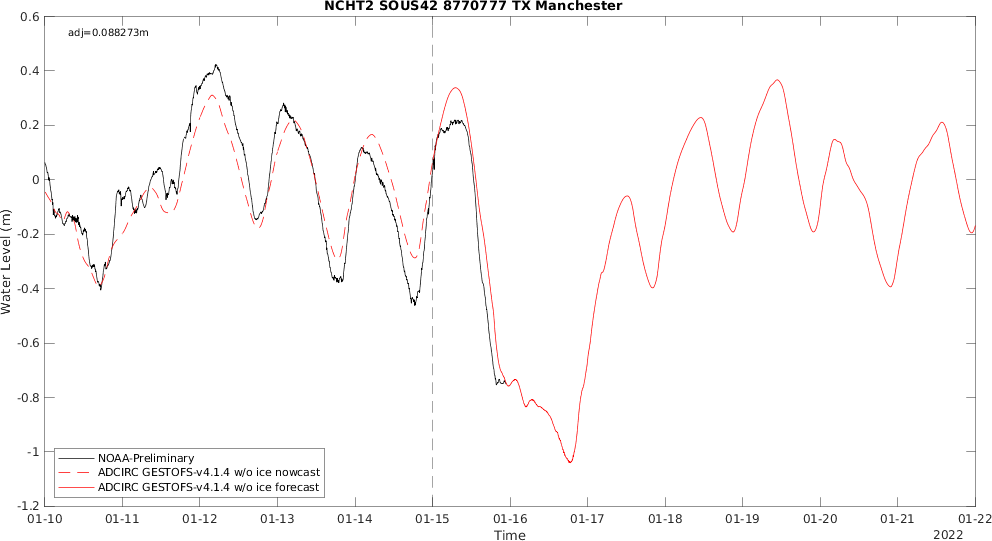 NCHT2 SOUS42 8770777 TX Manchester
adj=0.088273m
0.6
0.4
0.2
0
-0.2
-0.4
-0.6
-0.8
-1
-1.2
Water Level (m)
NOAA-Preliminary
ADCIRC GESTOFS-v4.1.4 w/o ice nowcast
ADCIRC GESTOFS-v4.1.4 w/o ice forecast
01-10 01-11 01-12 01-13 01-14 01-15 01-16 01-17 01-18 01-19 01-20 01-21 01-22
Time
2022